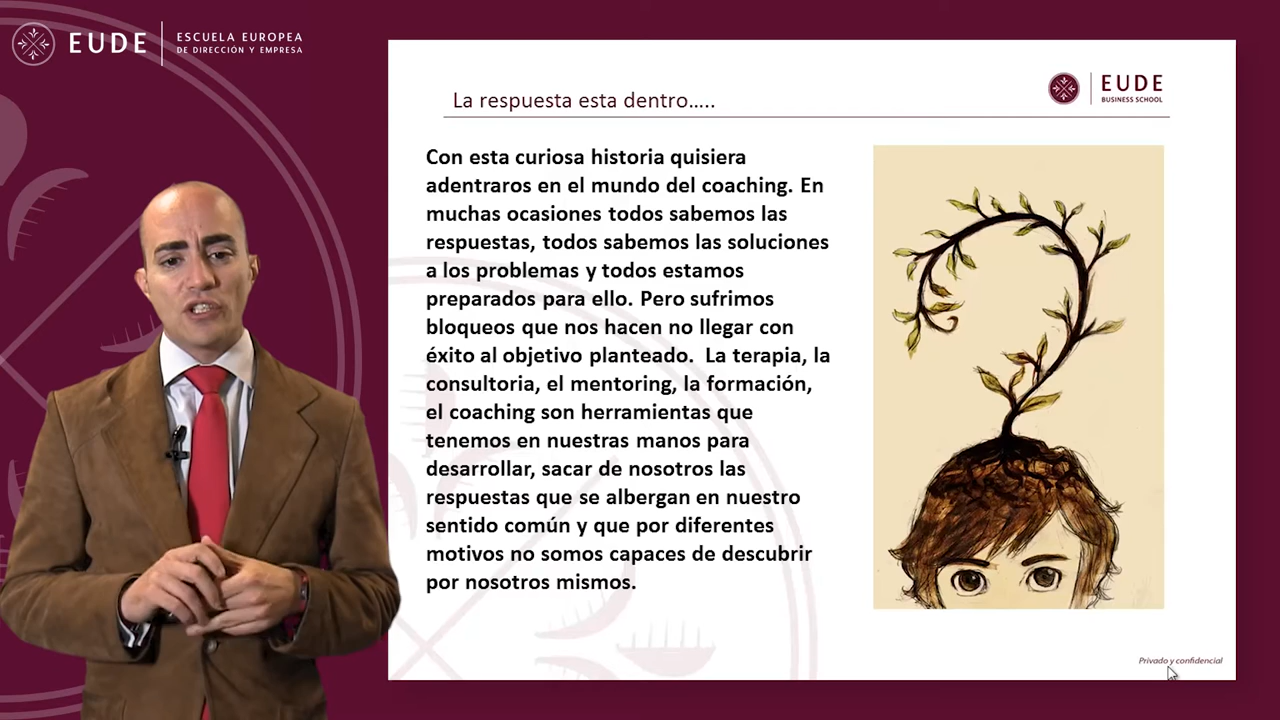 EUDE
ESCUELA EUROPEA
DE DIRECCIÓN Y EMPRESA
La respuesta esta dentro.....
EUDE
BUSINESS SCHOOL
Con esta curiosa historia quisiera
adentraros en el mundo del coaching. En
muchas ocasiones todos sabemos las
respuestas, todos sabemos las soluciones
a los problemas y todos estamos
preparados para ello. Pero sufrimos
bloqueos que nos hacen no llegar con
éxito al objetivo planteado. La terapia, la
consultoria, el mentoring, la formación,
el coaching son herramientas que
tenemos en nuestras manos para
desarrollar, sacar de nosotros las
respuestas que se albergan en nuestro
sentido común y que por diferentes
motivos no somos capaces de descubrir
por nosotros mismos.
Privado y confidencial